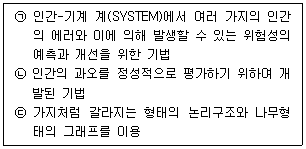 ㉠ 인간-기계 계(SYSTEM)에서 여러 가지의 인간
의 에러와 이에 의해 발생할 수 있는 위험성의
예측과 개선을 위한 기법
㉡ 인간의 과오를 정성적으로 평가하기 위하여 개
발된 기법
㉢ 가지처럼 갈라지는 형태의 논리구조와 나무형
태의 그래프를 이용